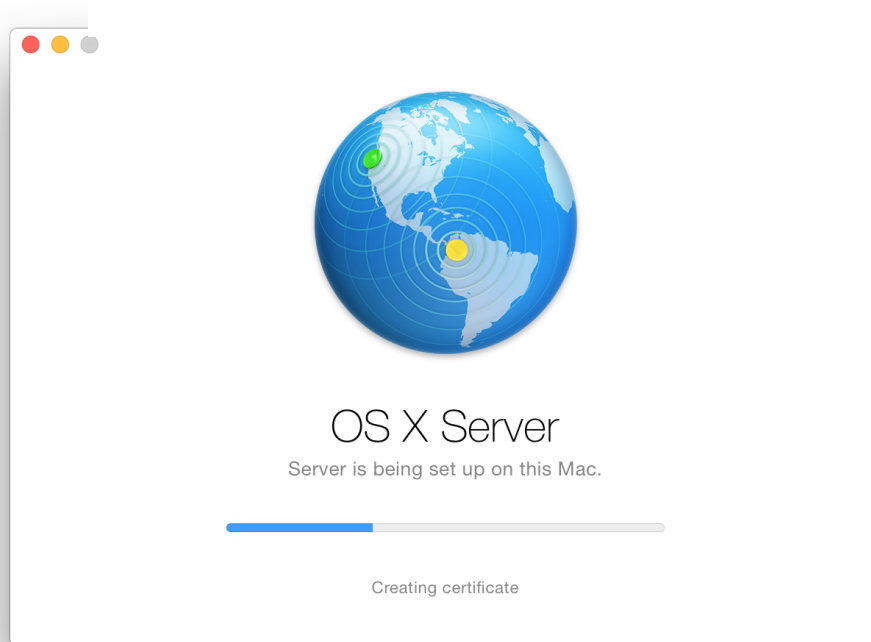 OS X Server
Server is being set up on this Mac.
Creating certificate